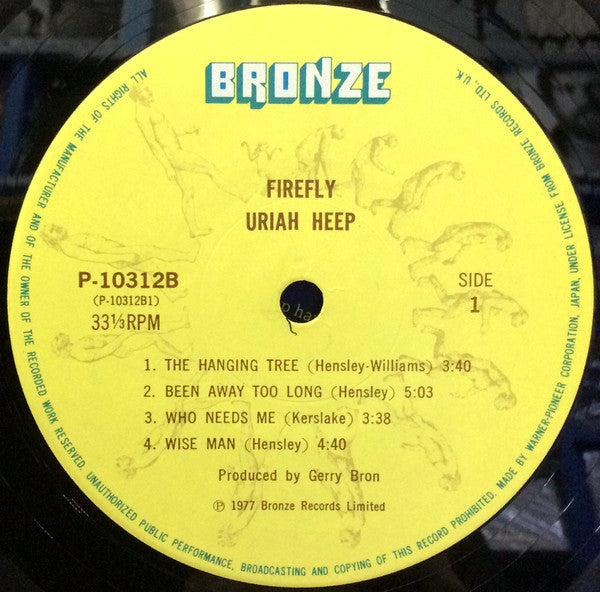 BRONZE
FIREFLY
URIAH HEEP
P-10312B
(P-10312B1)
33⅓RPM
SIDE
1
1. THE HANGING TREE (Hensley-Williams) 3:40
2. BEEN AWAY TOO LONG (Hensley) 5:03
3. WHO NEEDS ME (Kerslake) 3:38
4. WISE MAN (Hensley) 4:40
Produced by Gerry Bron
℗ 1977 Bronze Records Limited
ALL RIGHTS OF THE MANUFACTURER AND OF THE OWNER OF THE RECORDED WORK RESERVED. UNAUTHORIZED PUBLIC PERFORMANCE, BROADCASTING AND COPYING OF THIS RECORD PROHIBITED. MADE BY WARNER-PIONEER CORPORATION, JAPAN, UNDER LICENSE FROM BRONZE RECORDS LTD., U.K.